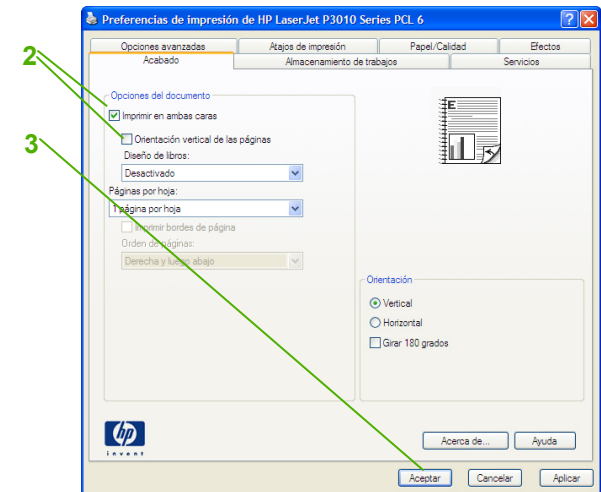 Preferencias de impresión de HP LaserJet P3010 Series PCL 6
Opciones avanzadas
Atajos de impresión
Papel/Calidad
Efectos
Acabado
Almacenamiento de trabajos
Servicios
2
Opciones del documento
Imprimir en ambas caras
Orientación vertical de las páginas
3
Diseño de libros:
Desactivado
Páginas por hoja:
1 página por hoja
Imprimir bordes de página
Orden de páginas:
Derecha y luego abajo
E
Orientación
Vertical
Horizontal
Girar 180 grados
hp
invent
Acerca de...
Ayuda
Aceptar
Cancelar
Aplicar